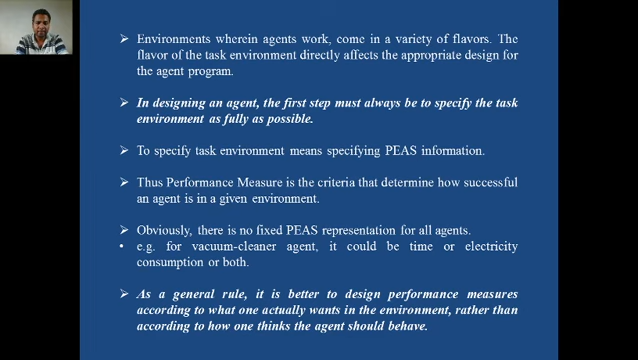 Environments wherein agents work, come in a variety of flavors. The
flavor of the task environment directly affects the appropriate design for
the agent program.
In designing an agent, the first step must always be to specify the task
environment as fully as possible.
To specify task environment means specifying PEAS information.
Thus Performance Measure is the criteria that determine how successful
an agent is in a given environment.
Obviously, there is no fixed PEAS representation for all agents.
e.g. for vacuum-cleaner agent, it could be time or electricity
consumption or both.
As a general rule, it is better to design performance measures
according to what one actually wants in the environment, rather than
according to how one thinks the agent should behave.